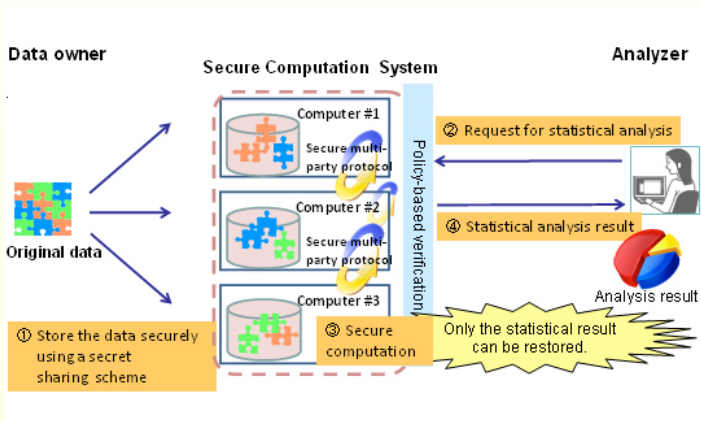 Data owner
Secure Computation System
Analyzer
Computer #1
Secure multi-
party protocol
Computer #2
Secure multi-
party protocol
Computer #3
Policy-based verification
② Request for statistical analysis
④ Statistical analysis result
Original data
Analysis result
① Store the data securely
using a secret
sharing scheme
③ Secure
computation
Only the statistical result
can be restored.